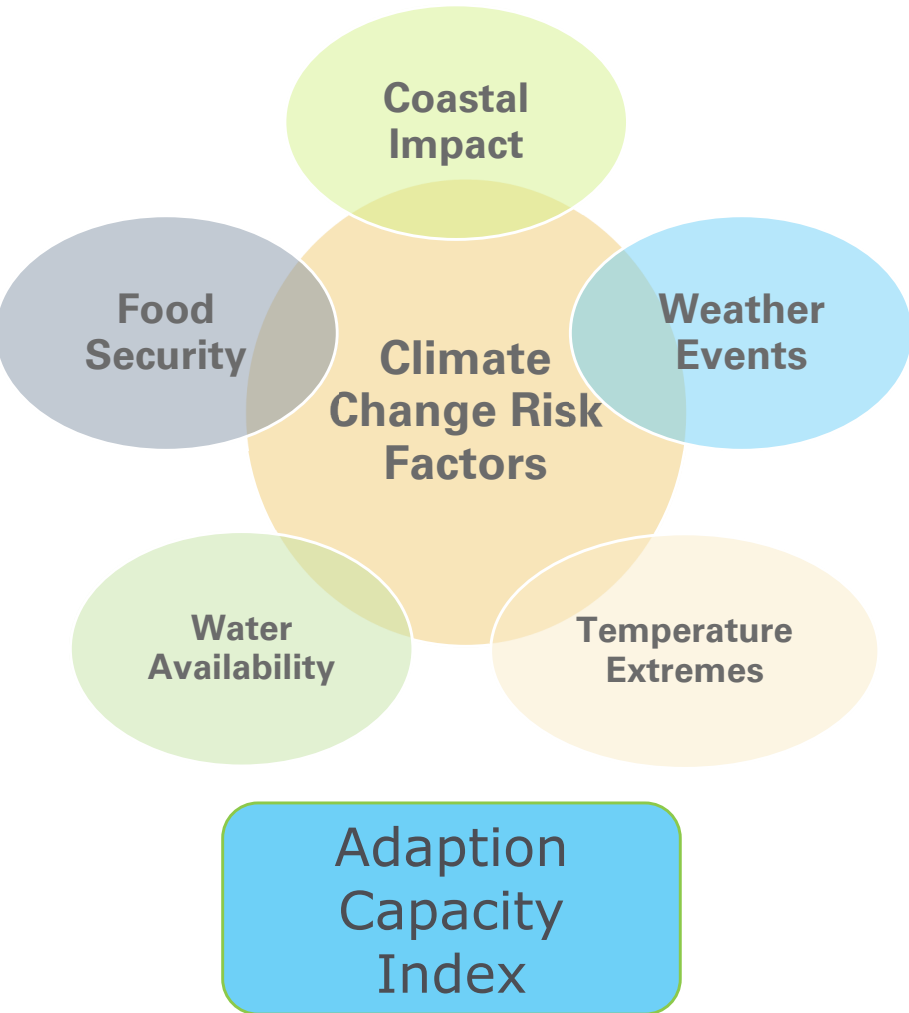 Coastal
Impact
Food
Security
Weather
Events
Climate
Change Risk
Factors
Water
Availability
Temperature
Extremes
Adaption
Capacity
Index